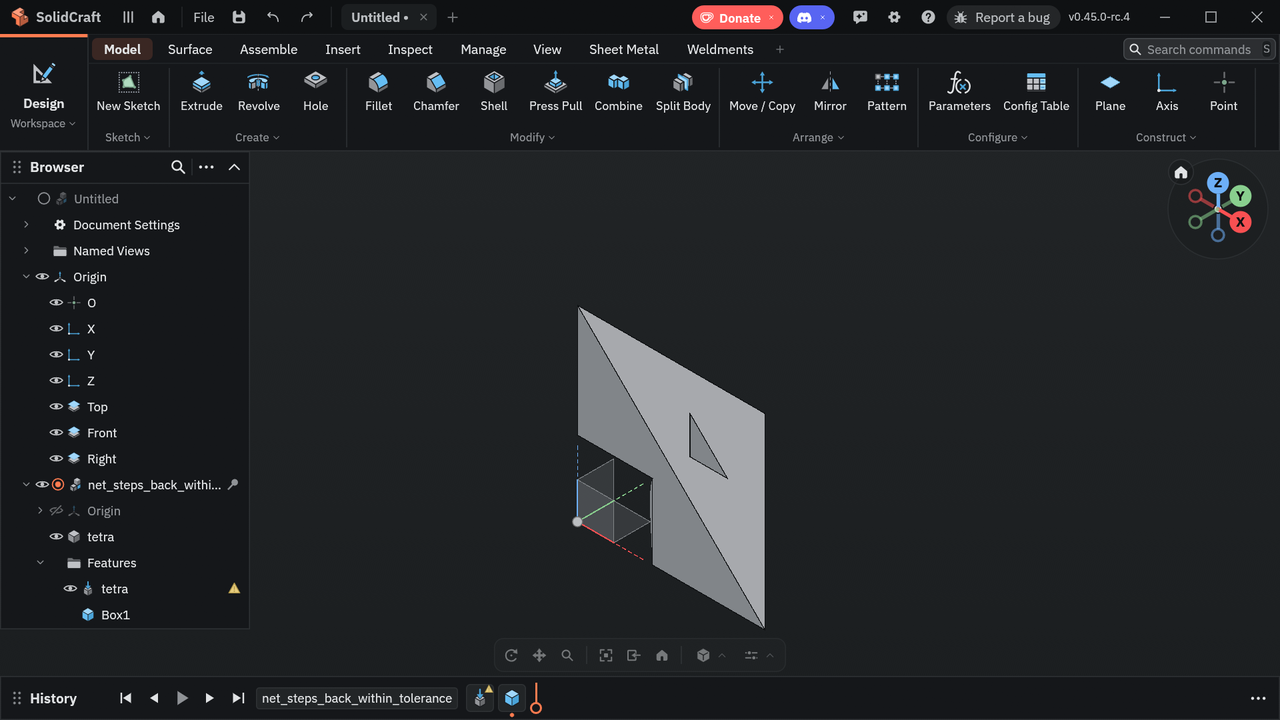 SolidCraft File Untitled • Donate Report a bug v0.45.0-rc.4
Model Surface Assemble Insert Inspect Manage View Sheet Metal Weldments Search commands S
Design
Workspace
New Sketch Extrude Revolve Hole Fillet Chamfer Shell Press Pull Combine Split Body Move / Copy Mirror Pattern Parameters Config Table Plane Axis Point
Sketch Create Modify Arrange Configure Construct
Browser
Untitled
Document Settings
Named Views
Origin
O
X
Y
Z
Top
Front
Right
net_steps_back_withi...
Origin
tetra
Features
tetra
Box1
Z
Y
X
History net_steps_back_within_tolerance